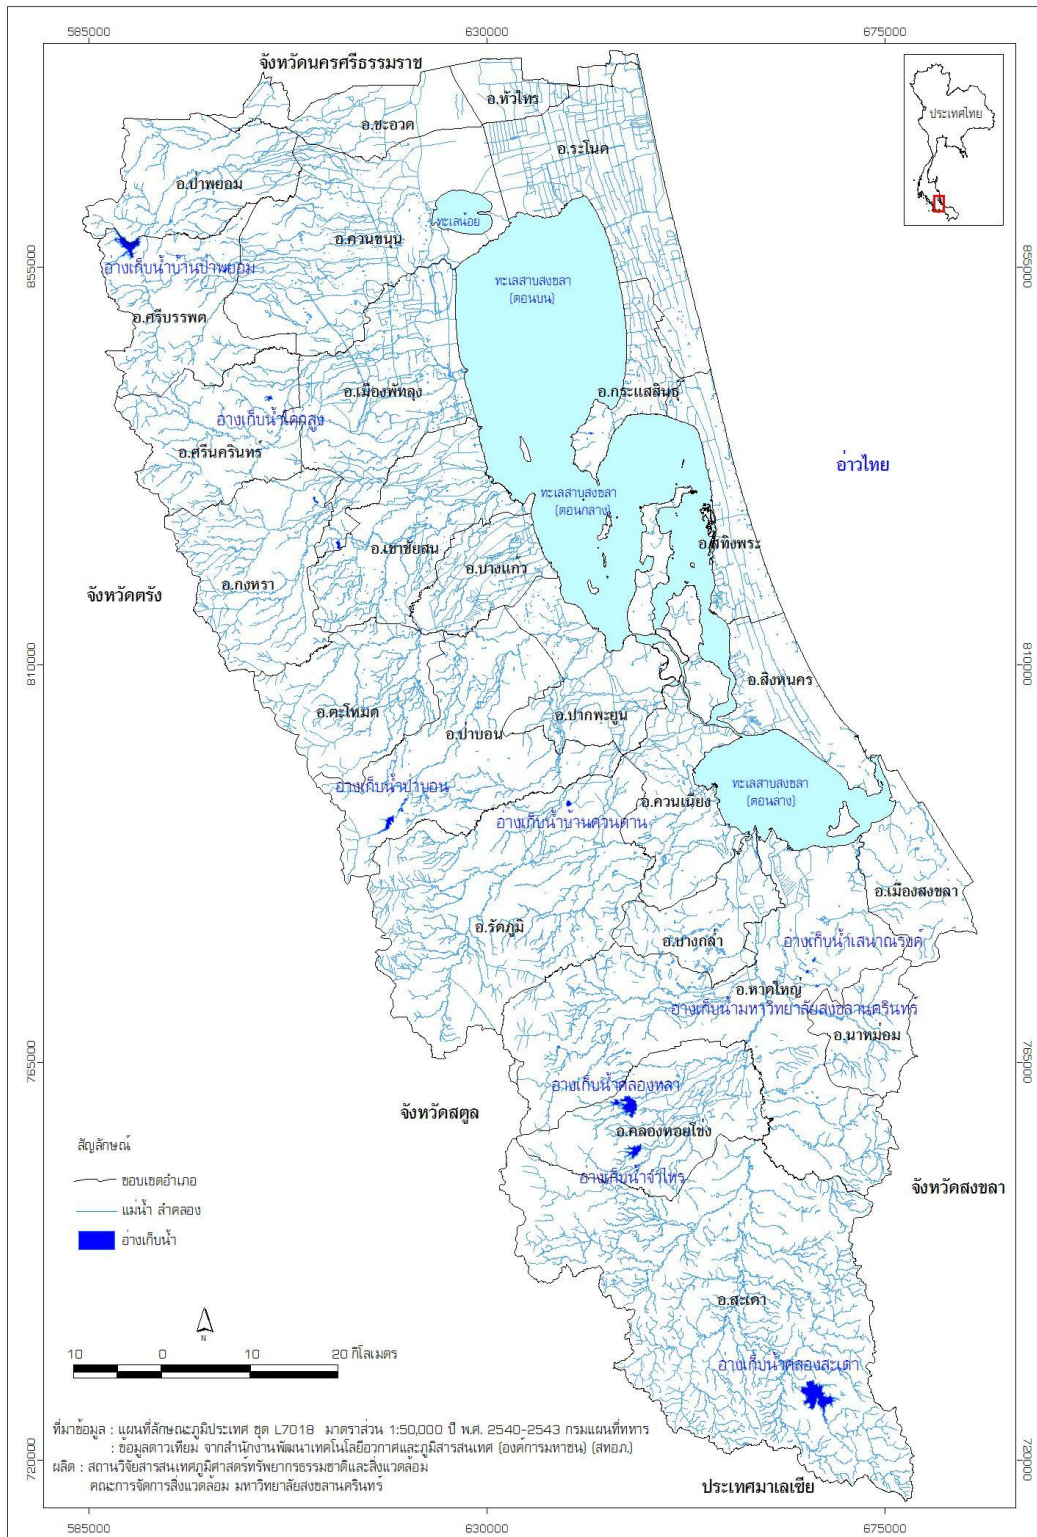 585000
630000
675000
จังหวัดนครศรีธรรมราช
อ.หัวไทร
อ.ชะอวด
ประเทศไทย
อ.ระโนด
อ.ป่าพยอม
ทะเลน้อย
อ.ควนขนุน
855000
855000
อ่างเก็บน้ำบ้านป่าพยอม
ทะเลสาบสงขลา
(ตอนบน)
อ.ศรีบรรพต
อ.เมืองพัทลุง
อ.กระแสสินธุ์
อ่างเก็บน้ำโคกสูง
อ.ศรีนครินทร์
อ่าวไทย
ทะเลสาบสงขลา
(ตอนกลาง)
อ.สทิงพระ
อ.เขาชัยสน
อ.บางแก้ว
อ.กงหรา
จังหวัดตรัง
810000
810000
อ.สิงหนคร
อ.ตะโหมด
อ.ปากพะยูน
อ.ป่าบอน
อ่างเก็บน้ำป่าบอน
ทะเลสาบสงขลา
(ตอนล่าง)
อ.ควนเนียง
อ่างเก็บน้ำบ้านควนดาน
อ.เมืองสงขลา
อ.รัตภูมิ
อ.บางกล่ำ
อ่างเก็บน้ำเสนาณรงค์
อ.หาดใหญ่
อ่างเก็บน้ำมหาวิทยาลัยสงขลานครินทร์
อ.นาหม่อม
765000
765000
อ่างเก็บน้ำคลองหลา
จังหวัดสตูล
อ.คลองหอยโข่ง
อ่างเก็บน้ำจำไหร
จังหวัดสงขลา
สัญลักษณ์
ขอบเขตอำเภอ
แม่น้ำ ลำคลอง
อ่างเก็บน้ำ
อ.สะเดา
N
10 0 10 20 กิโลเมตร
อ่างเก็บน้ำคลองสะเดา
ที่มาข้อมูล : แผนที่ลักษณะภูมิประเทศ ชุด L7018 มาตราส่วน 1:50,000 ปี พ.ศ. 2540-2543 กรมแผนที่ทหาร
: ข้อมูลดาวเทียม จากสำนักงานพัฒนาเทคโนโลยีอวกาศและภูมิสารสนเทศ (องค์การมหาชน) (สทอภ.)
ผลิต : สถานวิจัยสารสนเทศภูมิศาสตร์ทรัพยากรธรรมชาติและสิ่งแวดล้อม
คณะการจัดการสิ่งแวดล้อม มหาวิทยาลัยสงขลานครินทร์
720000
720000
ประเทศมาเลเซีย
585000
630000
675000